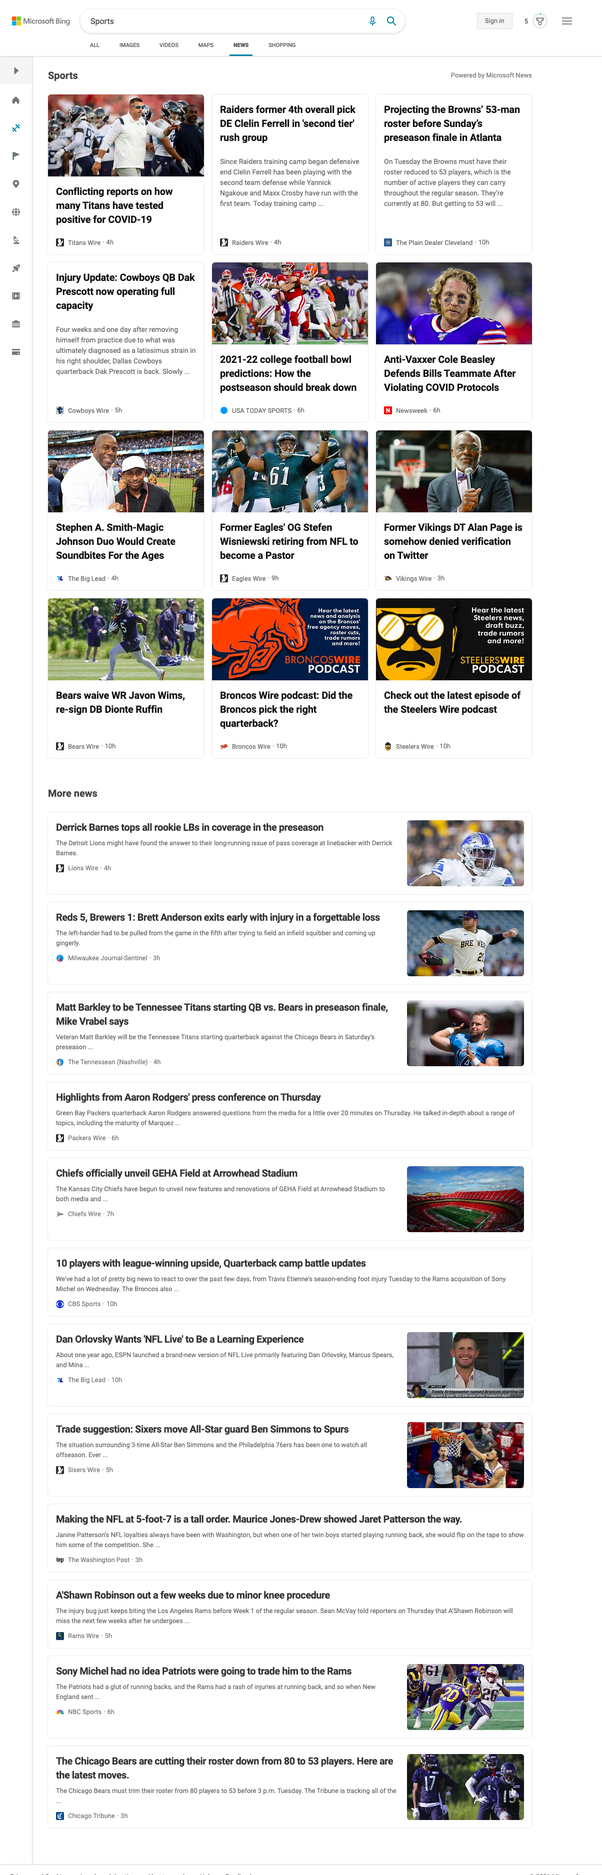 Microsoft Bing
Sports
Sign in
5
ALL IMAGES VIDEOS MAPS NEWS SHOPPING
Sports
Powered by Microsoft News
Conflicting reports on how
many Titans have tested
positive for COVID-19
Titans Wire · 4h
Raiders former 4th overall pick
DE Clelin Ferrell in 'second tier'
rush group
Since Raiders training camp began defensive
end Clelin Ferrell has been playing with the
second team defense while Yannick
Ngakoue and Maxx Crosby have run with the
first team. Today training camp ...
Raiders Wire · 4h
Projecting the Browns' 53-man
roster before Sunday's
preseason finale in Atlanta
On Tuesday the Browns must have their
roster reduced to 53 players, which is the
number of active players they can carry
throughout the regular season. They're
currently at 80. But getting to 53 will ...
The Plain Dealer Cleveland · 10h
Injury Update: Cowboys QB Dak
Prescott now operating full
capacity
Four weeks and one day after removing
himself from practice due to what was
ultimately diagnosed as a latissimus strain in
his right shoulder, Dallas Cowboys
quarterback Dak Prescott is back. Slowly ...
Cowboys Wire · 5h
2021-22 college football bowl
predictions: How the
postseason should break down
USA TODAY SPORTS · 6h
Anti-Vaxxer Cole Beasley
Defends Bills Teammate After
Violating COVID Protocols
Newsweek · 6h
Stephen A. Smith-Magic
Johnson Duo Would Create
Soundbites For the Ages
The Big Lead · 4h
61
Former Eagles' OG Stefen
Wisniewski retiring from NFL to
become a Pastor
Eagles Wire · 9h
Former Vikings DT Alan Page is
somehow denied verification
on Twitter
Vikings Wire · 3h
Bears waive WR Javon Wims,
re-sign DB Dionte Ruffin
Bears Wire · 10h
Hear the latest
news and analysis
on the Broncos'
free agency moves,
roster cuts,
trade rumors
and more!
BRONCOSWIRE
PODCAST
Broncos Wire podcast: Did the
Broncos pick the right
quarterback?
Broncos Wire · 10h
Hear the latest
Steelers news,
draft buzz,
trade rumors
and more!
STEELERSWIRE
PODCAST
Check out the latest episode of
the Steelers Wire podcast
Steelers Wire · 10h
More news
Derrick Barnes tops all rookie LBs in coverage in the preseason
The Detroit Lions might have found the answer to their long-running issue of pass coverage at linebacker with Derrick
Barnes.
Lions Wire · 4h
Reds 5, Brewers 1: Brett Anderson exits early with injury in a forgettable loss
The left-hander had to be pulled from the game in the fifth after trying to field an infield squibber and coming up
gingerly.
Milwaukee Journal-Sentinel · 3h
Matt Barkley to be Tennessee Titans starting QB vs. Bears in preseason finale,
Mike Vrabel says
Veteran Matt Barkley will be the Tennessee Titans starting quarterback against the Chicago Bears in Saturday's
preseason ...
The Tennessean (Nashville) · 4h
Highlights from Aaron Rodgers' press conference on Thursday
Green Bay Packers quarterback Aaron Rodgers answered questions from the media for a little over 20 minutes on Thursday. He talked in-depth about a range of
topics, including the maturity of Marquez ...
Packers Wire · 6h
Chiefs officially unveil GEHA Field at Arrowhead Stadium
The Kansas City Chiefs have begun to unveil new features and renovations of GEHA Field at Arrowhead Stadium to
both media and ...
Chiefs Wire · 7h
10 players with league-winning upside, Quarterback camp battle updates
We've had a lot of pretty big news to react to over the past few days, from Travis Etienne's season-ending foot injury Tuesday to the Rams acquisition of Sony
Michel on Wednesday. The Broncos also ...
CBS Sports · 10h
Dan Orlovsky Wants 'NFL Live' to Be a Learning Experience
About one year ago, ESPN launched a brand-new version of NFL Live primarily featuring Dan Orlovsky, Marcus Spears,
and Mina ...
The Big Lead · 10h
Trade suggestion: Sixers move All-Star guard Ben Simmons to Spurs
The situation surrounding 3-time All-Star Ben Simmons and the Philadelphia 76ers has been one to watch all
offseason. Ever ...
Sixers Wire · 5h
Making the NFL at 5-foot-7 is a tall order. Maurice Jones-Drew showed Jaret Patterson the way.
Janine Patterson's NFL loyalties always have been with Washington, but when one of her twin boys started playing running back, she would flip on the tape to show
him some of the competition. She ...
The Washington Post · 3h
A'Shawn Robinson out a few weeks due to minor knee procedure
The injury bug just keeps biting the Los Angeles Rams before Week 1 of the regular season. Sean McVay told reporters on Thursday that A'Shawn Robinson will
miss the next few weeks after he undergoes ...
Rams Wire · 5h
Sony Michel had no idea Patriots were going to trade him to the Rams
The Patriots had a glut of running backs, and the Rams had a rash of injuries at running back, and so when New
England sent ...
NBC Sports · 6h
The Chicago Bears are cutting their roster down from 80 to 53 players. Here are
the latest moves.
The Chicago Bears must trim their roster from 80 players to 53 before 3 p.m. Tuesday. The Tribune is tracking all of the
...
Chicago Tribune · 3h